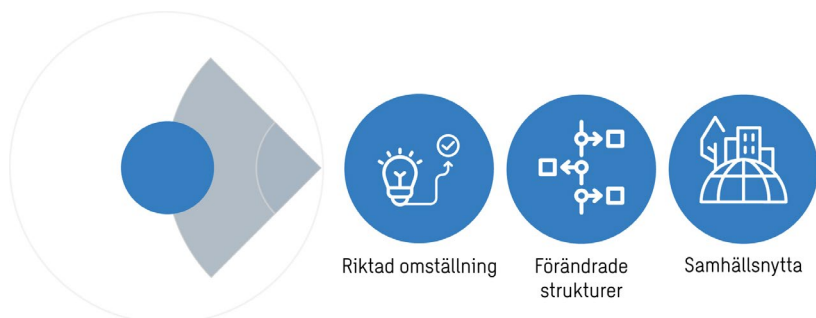 Riktad omställning
Förändrade
strukturer
Samhällsnytta